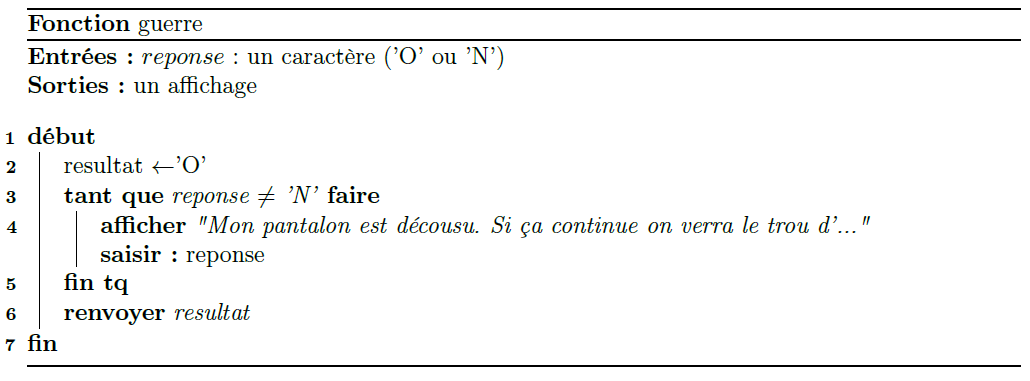 Fonction guerre
Entrées : reponse : un caractère ('O' ou 'N')
Sorties : un affichage
1 début
2 resultat ←'O'
3 tant que reponse ≠ 'N' faire
4 afficher "Mon pantalon est décousu. Si ça continue on verra le trou d'..."
saisir : reponse
5 fin tq
6 renvoyer resultat
7 fin